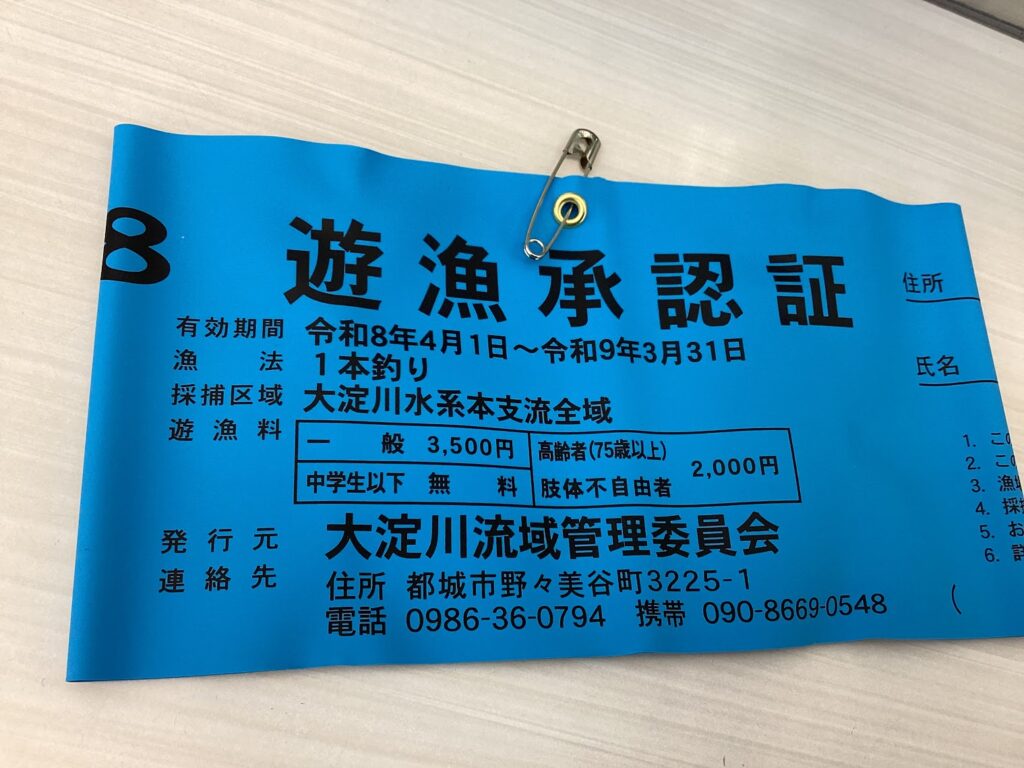 8
遊漁承認証
有効期間 令和8年4月1日～令和9年3月31日
漁法 1本釣り
採捕区域 大淀川水系本支流全域
遊漁料
一般 3,500円
中学生以下 無料
高齢者(75歳以上)
肢体不自由者
2,000円
発行元 大淀川流域管理委員会
連絡先 住所 都城市野々美谷町3225-1
電話 0986-36-0794 携帯 090-8669-0548
住所
氏名
1. この
2. この
3. 漁
4. 採
5. お
6.
(